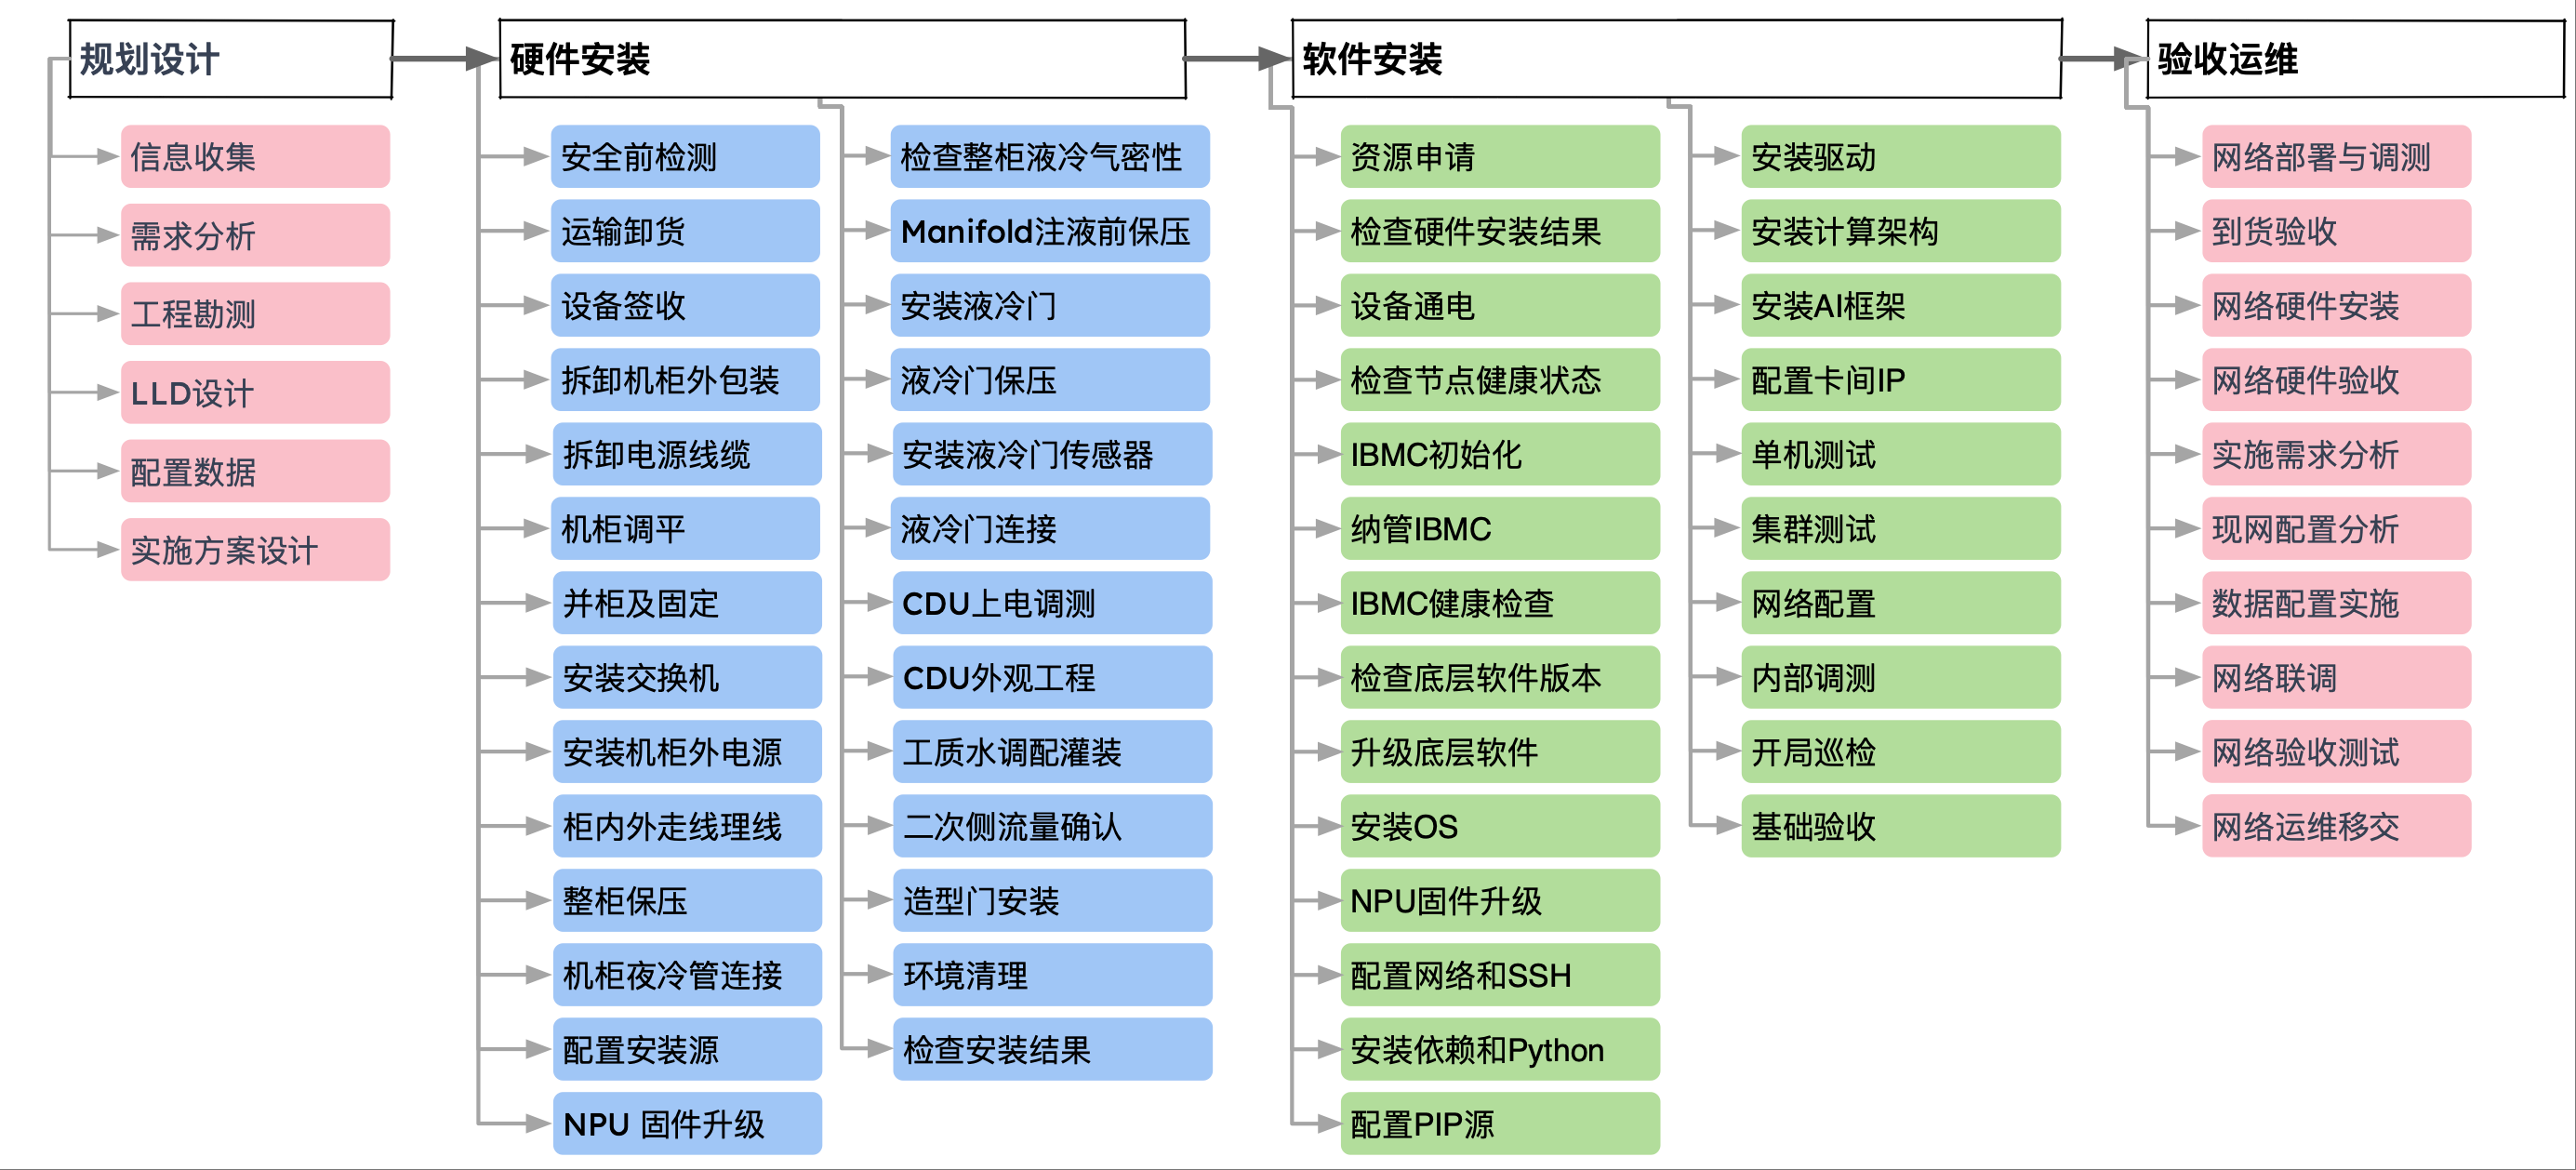 规划设计
信息收集
需求分析
工程勘测
LLD设计
配置数据
实施方案设计
硬件安装
安全前检测
运输卸货
设备签收
拆卸机柜外包装
拆卸电源线缆
机柜调平
并柜及固定
安装交换机
安装机柜外电源
柜内外走线理线
整柜保压
机柜夜冷管连接
配置安装源
NPU 固件升级
检查整柜液冷气密性
Manifold注液前保压
安装液冷门
液冷门保压
安装液冷门传感器
液冷门连接
CDU上电调测
CDU外观工程
工质水调配灌装
二次侧流量确认
造型门安装
环境清理
检查安装结果
软件安装
资源申请
检查硬件安装结果
设备通电
检查节点健康状态
IBMC初始化
纳管IBMC
IBMC健康检查
检查底层软件版本
升级底层软件
安装OS
NPU固件升级
配置网络和SSH
安装依赖和Python
配置PIP源
安装驱动
安装计算架构
安装AI框架
配置卡间IP
单机测试
集群测试
网络配置
内部调测
开局巡检
基础验收
验收运维
网络部署与调测
到货验收
网络硬件安装
网络硬件验收
实施需求分析
现网配置分析
数据配置实施
网络联调
网络验收测试
网络运维移交